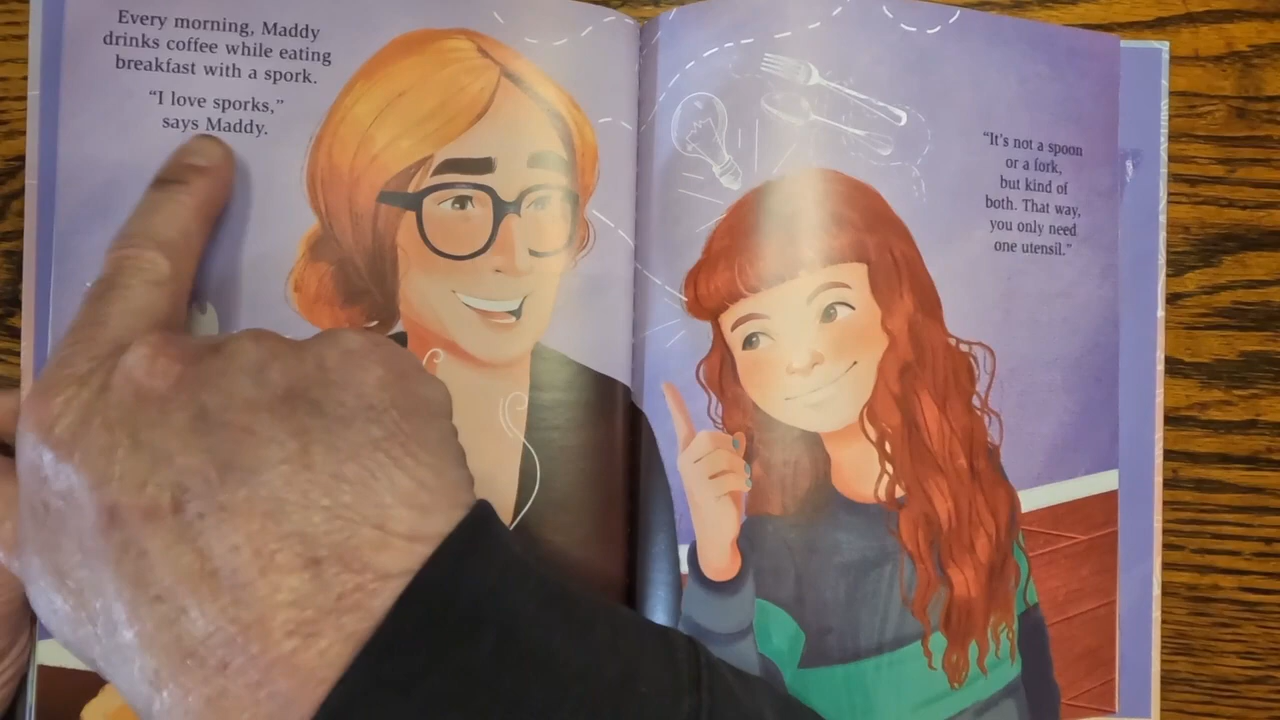 Every morning, Maddy
drinks coffee while eating
breakfast with a spork.
“I love sporks,”
says Maddy.
“It’s not a spoon
or a fork,
but kind of
both. That way,
you only need
one utensil.”